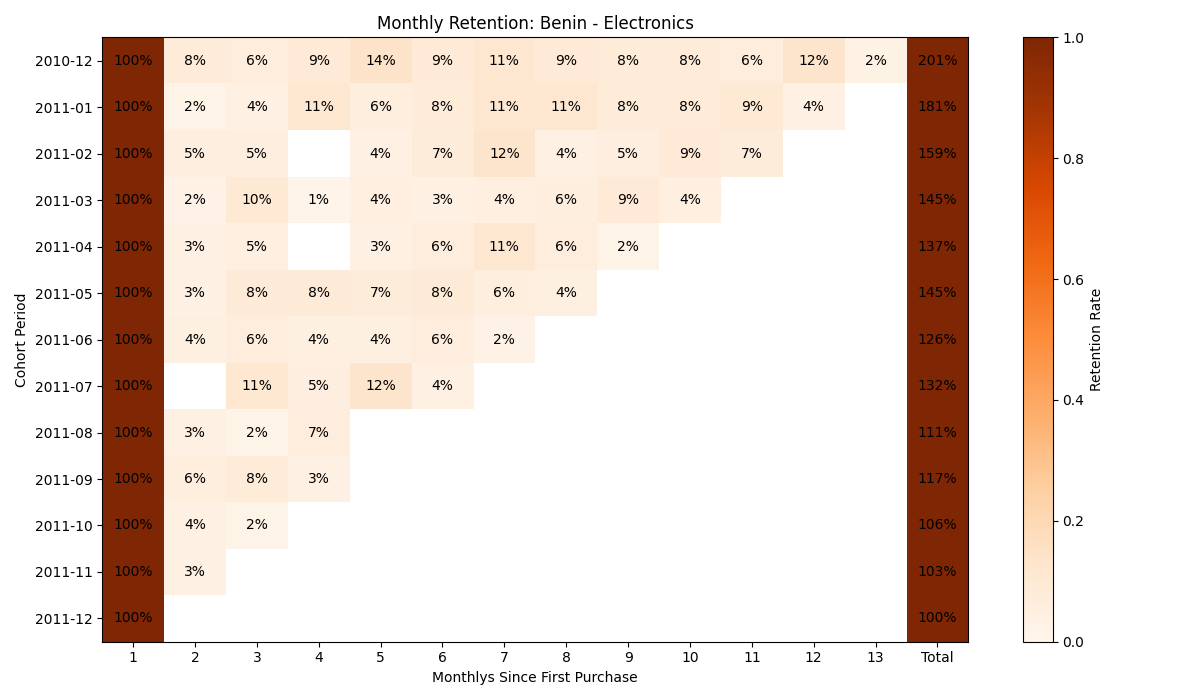 Monthly Retention: Benin - Electronics
2010-12 100% 8% 6% 9% 14% 9% 11% 9% 8% 8% 6% 12% 2% 201%
2011-01 100% 2% 4% 11% 6% 8% 11% 11% 8% 8% 9% 4% 181%
2011-02 100% 5% 5% 4% 7% 12% 4% 5% 9% 7% 159%
2011-03 100% 2% 10% 1% 4% 3% 4% 6% 9% 4% 145%
2011-04 100% 3% 5% 3% 6% 11% 6% 2% 137%
2011-05 100% 3% 8% 8% 7% 8% 6% 4% 145%
2011-06 100% 4% 6% 4% 4% 6% 2% 126%
2011-07 100% 11% 5% 12% 4% 132%
2011-08 100% 3% 2% 7% 111%
2011-09 100% 6% 8% 3% 117%
2011-10 100% 4% 2% 106%
2011-11 100% 3% 103%
2011-12 100% 100%
1 2 3 4 5 6 7 8 9 10 11 12 13 Total
Monthlys Since First Purchase
Cohort Period
1.0
0.8
0.6
0.4
0.2
0.0
Retention Rate